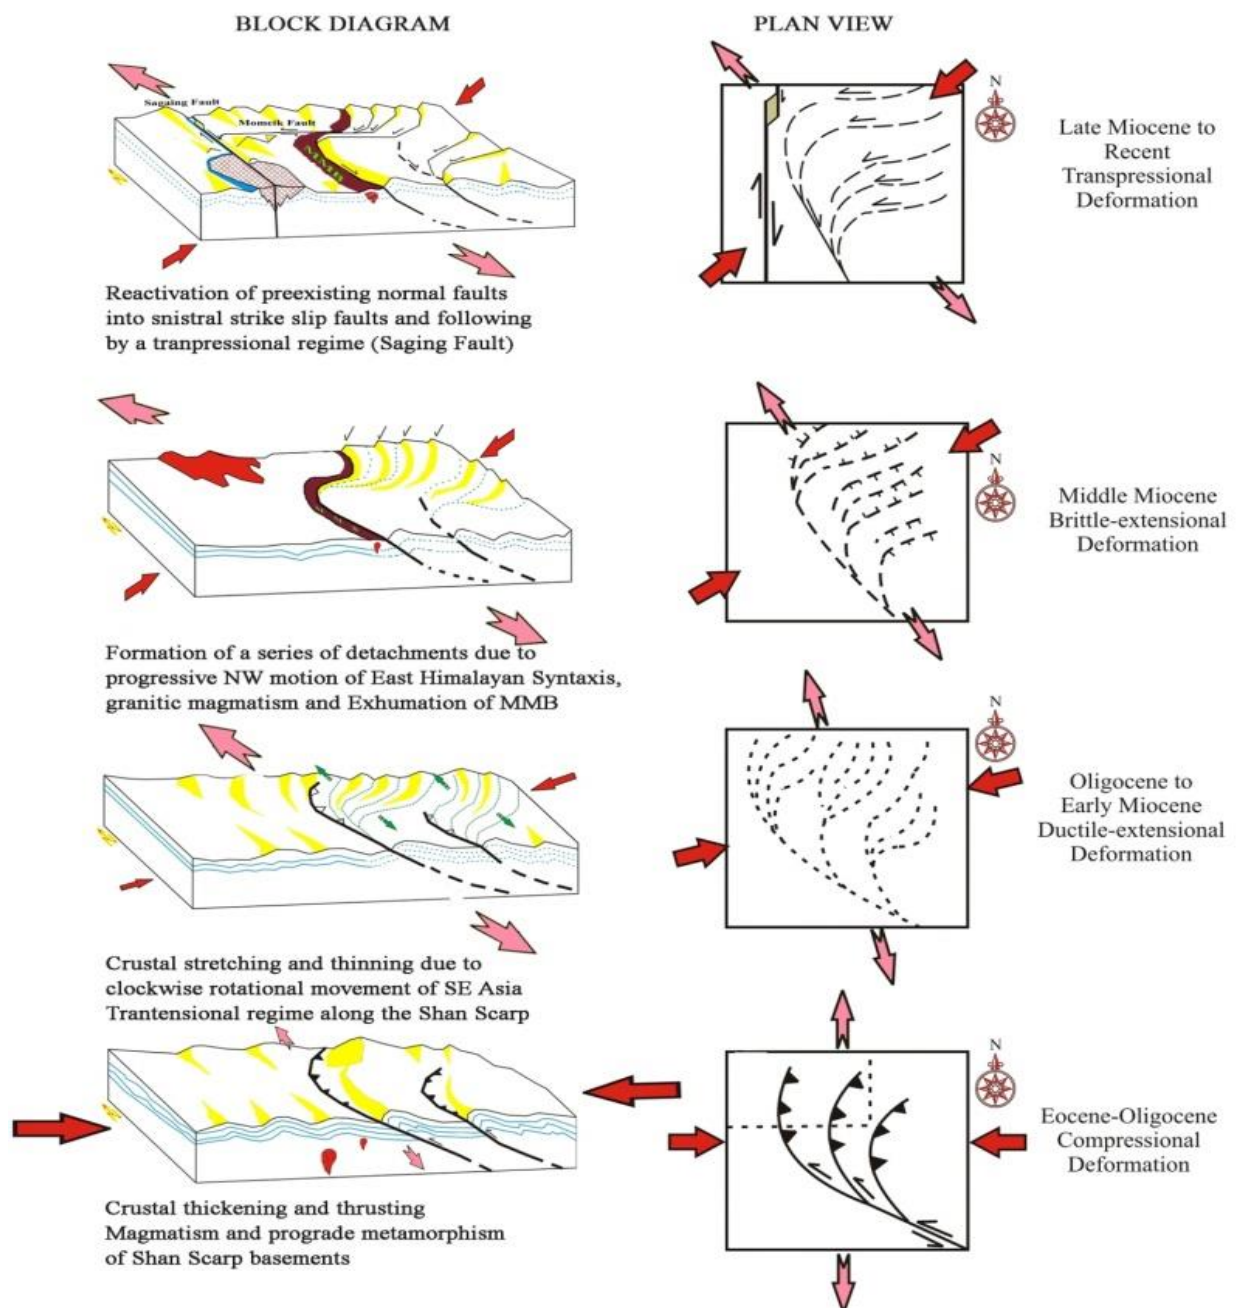 BLOCK DIAGRAM
PLAN VIEW
Sagaing Fault
Momeik Fault
MMB
N
Late Miocene to
Recent
Transpressional
Deformation
Reactivation of preexisting normal faults
into snistral strike slip faults and following
by a tranpressional regime (Saging Fault)
N
Middle Miocene
Brittle-extensional
Deformation
Formation of a series of detachments due to
progressive NW motion of East Himalayan Syntaxis,
granitic magmatism and Exhumation of MMB
N
Oligocene to
Early Miocene
Ductile-extensional
Deformation
Crustal stretching and thinning due to
clockwise rotational movement of SE Asia
Trantensional regime along the Shan Scarp
N
Eocene-Oligocene
Compressional
Deformation
Crustal thickening and thrusting
Magmatism and prograde metamorphism
of Shan Scarp basements